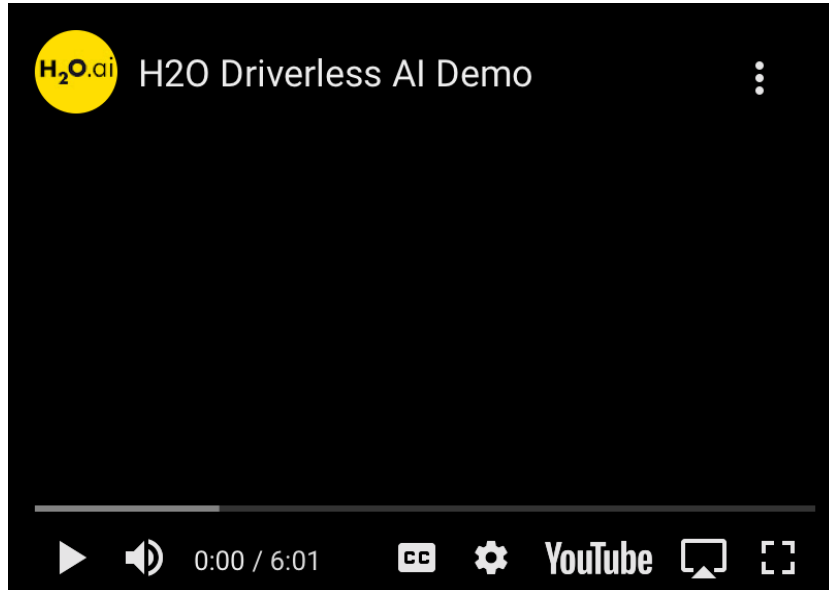 H₂O.ai
H2O Driverless AI Demo
0:00 / 6:01
CC
YouTube